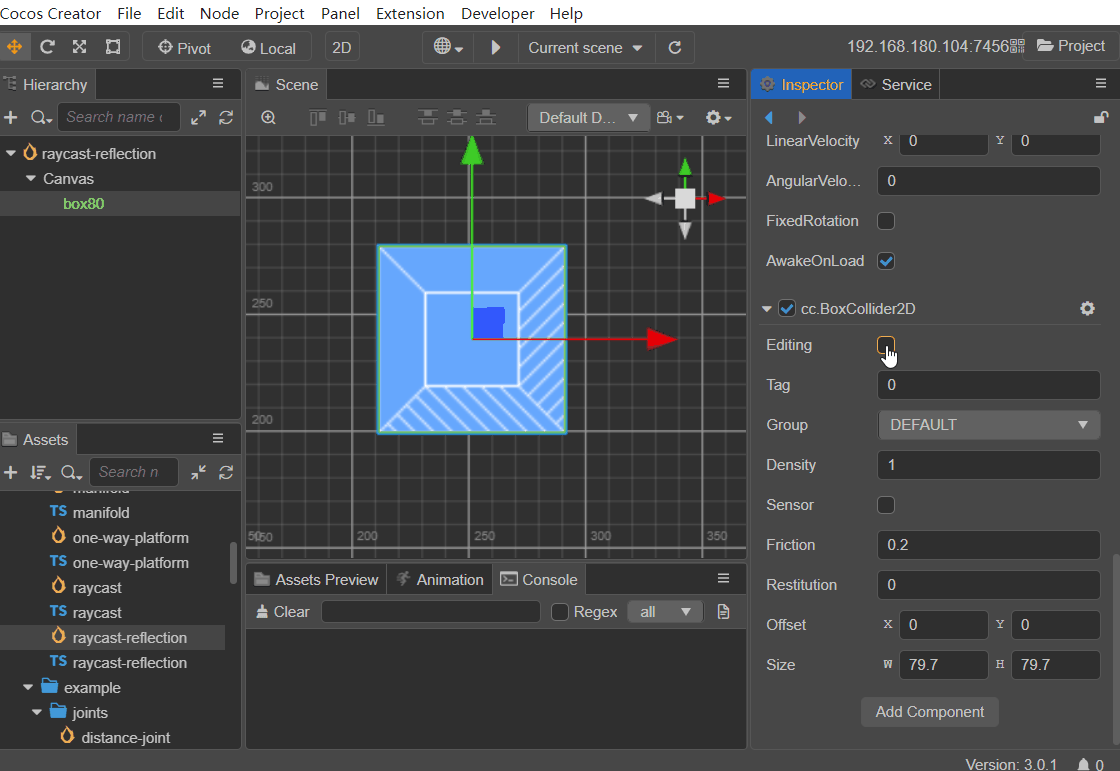 Cocos Creator File Edit Node Project Panel Extension Developer Help
Pivot Local 2D Current scene 192.168.180.104:7456 Project
Hierarchy
Search name (
raycast-reflection
Canvas
box80
Assets
Search n
manifold
TS manifold
one-way-platform
TS one-way-platform
raycast
TS raycast
raycast-reflection
TS raycast-reflection
example
joints
distance-joint
Scene
Default D...
300
250
200
200 250 300 350
Assets Preview Animation Console
Clear Regex all
Inspector Service
LinearVelocity X 0 Y 0
AngularVelo... 0
FixedRotation
AwakeOnLoad
cc.BoxCollider2D
Editing
Tag 0
Group DEFAULT
Density 1
Sensor
Friction 0.2
Restitution 0
Offset X 0 Y 0
Size W 79.7 H 79.7
Add Component
Version: 3.0.1 0